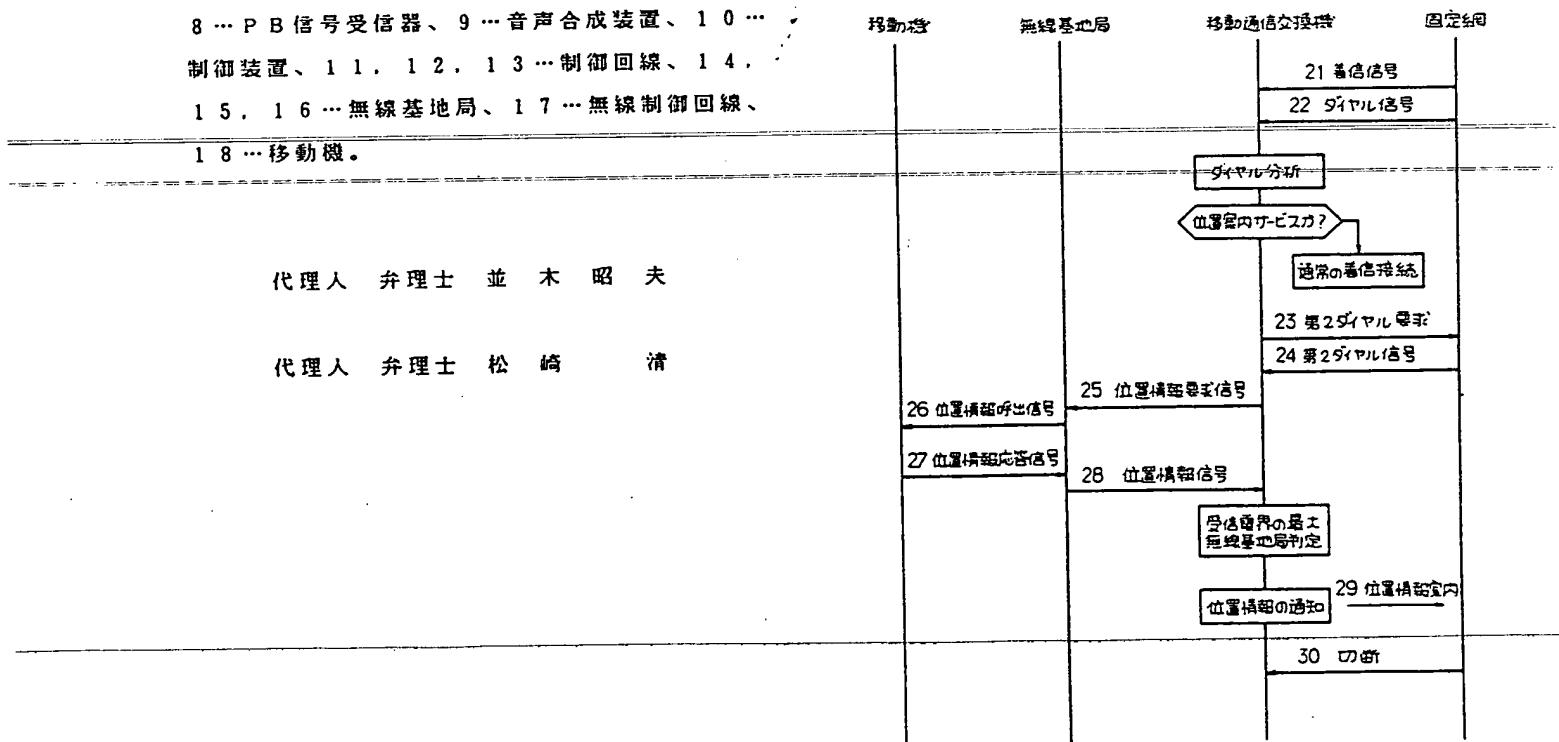 8…PB信号受信器、9…音声合成装置、10…
制御装置、11，12，13…制御回線、14，
15，16…無線基地局、17…無線制御回線、
18…移動機。
代理人 弁理士 並木昭夫
代理人 弁理士 松崎 清
移動機 無線基地局 移動通信交換機 固定網
21 着信信号
22 ダイヤル信号
ダイヤル分析
位置案内サービスか?
通常の着信接続
23 第2ダイヤル要求
24 第2ダイヤル信号
25 位置情報要求信号
26 位置情報呼出信号
27 位置情報応答信号
28 位置情報信号
受信電界の最大
無線基地局判定
位置情報の通知
29 位置情報案内
30 切断